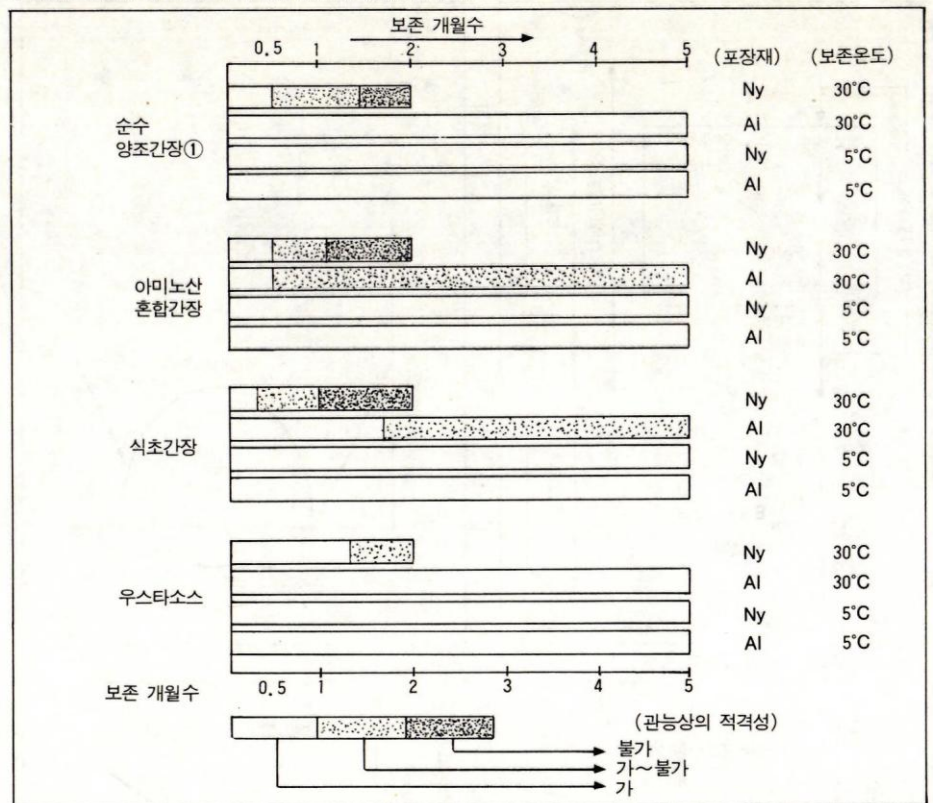 보존 개월수
0.5 1 2 3 4 5 (포장재) (보존온도)
순수
양조간장①
Ny 30°C
Al 30°C
Ny 5°C
Al 5°C
아미노산
혼합간장
Ny 30°C
Al 30°C
Ny 5°C
Al 5°C
식초간장
Ny 30°C
Al 30°C
Ny 5°C
Al 5°C
우스타소스
Ny 30°C
Al 30°C
Ny 5°C
Al 5°C
보존 개월수 0.5 1 2 3 4 5
(관능상의 적격성)
불가
가~불가
가